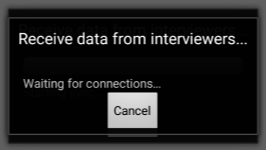 Receive data from interviewers...
Waiting for connections...
Cancel